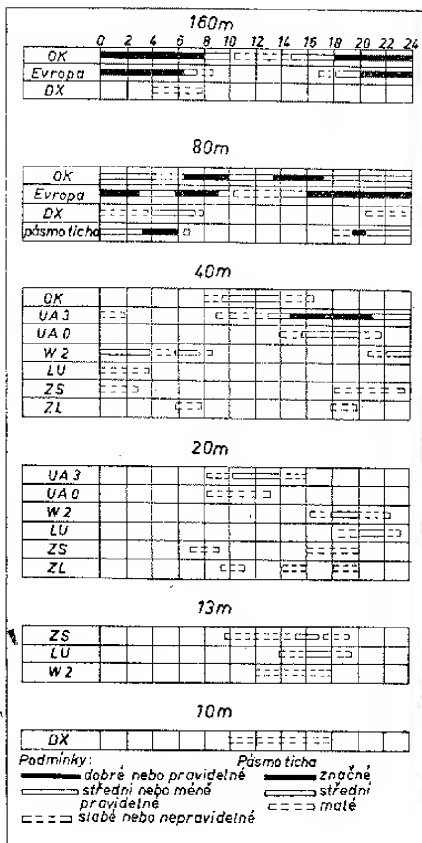 160m
0 2 4 6 8 10 12 14 16 18 20 22 24
OK
Evropa
DX
80m
OK
Evropa
DX
pásmo ticha
40m
OK
UA 3
UA 0
W 2
LU
ZS
ZL
20m
UA 3
UA 0
W 2
LU
ZS
ZL
13m
ZS
LU
W 2
10m
DX
Podmínky: Pásmo ticha
dobré nebo pravidelné značné
střední nebo méně střední
pravidelné malé
slabé nebo nepravidelné